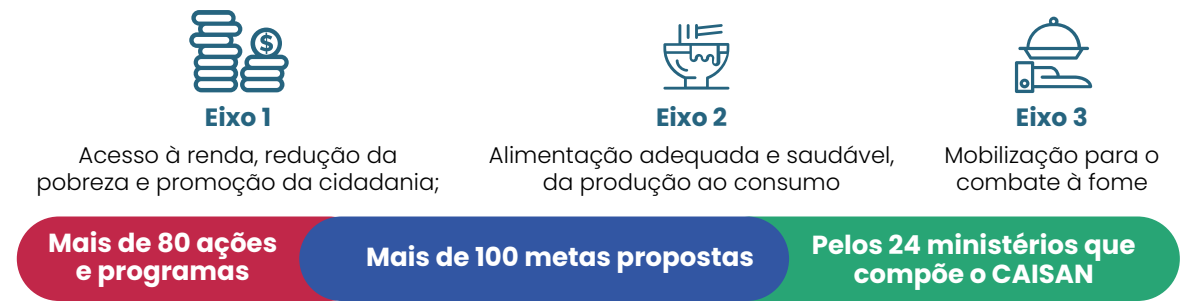 $
Eixo 1
Acesso à renda, redução da
pobreza e promoção da cidadania;
Eixo 2
Alimentação adequada e saudável,
da produção ao consumo
Eixo 3
Mobilização para o
combate à fome
Mais de 80 ações
e programas
Mais de 100 metas propostas
Pelos 24 ministérios que
compõe o CAISAN